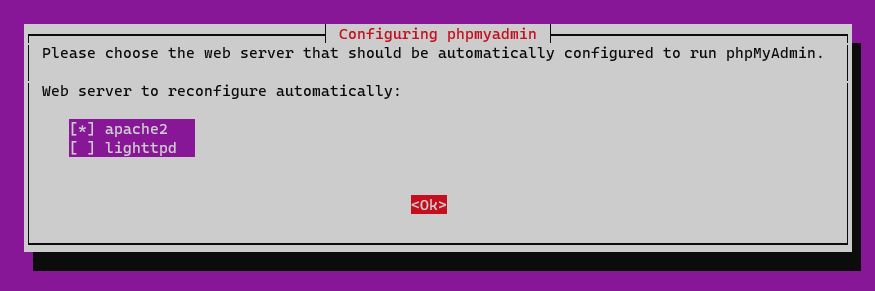 Configuring phpmyadmin
Please choose the web server that should be automatically configured to run phpMyAdmin.
Web server to reconfigure automatically:
[*] apache2
[ ] lighttpd
<Ok>